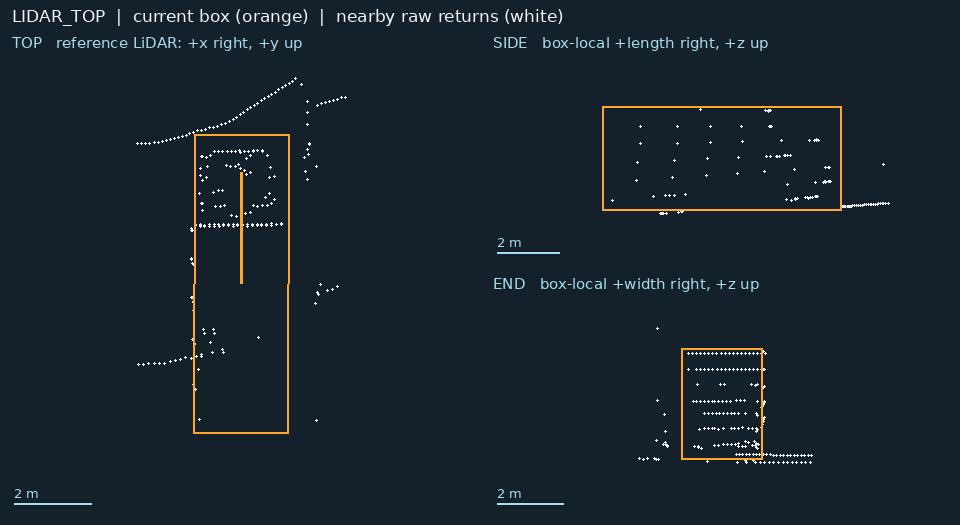 LIDAR_TOP | current box (orange) | nearby raw returns (white)
TOP reference LiDAR: +x right, +y up
SIDE box-local +length right, +z up
2 m
END box-local +width right, +z up
2 m
2 m